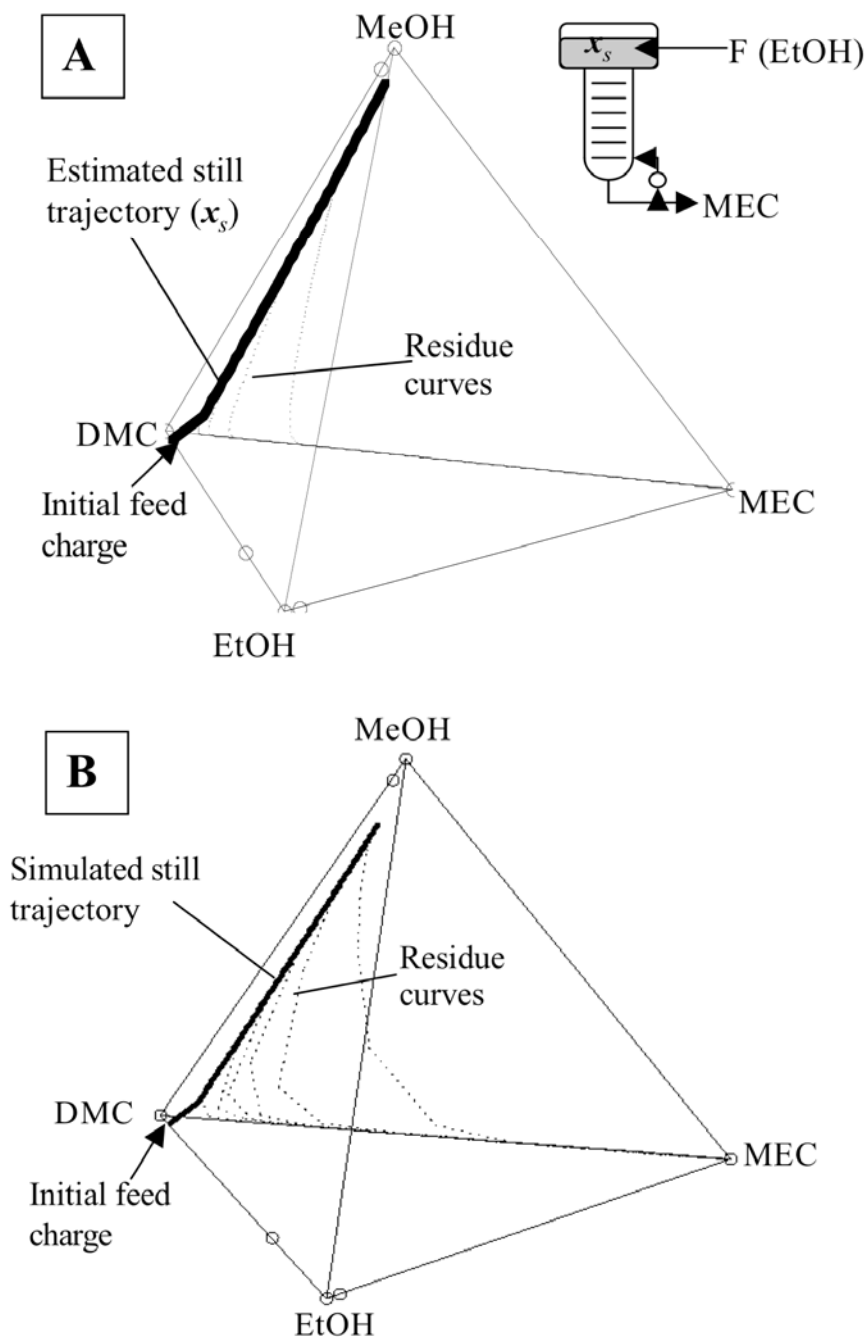 A
MeOH
x_s
F (EtOH)
MEC
Estimated still
trajectory (x_s)
Residue
curves
DMC
MEC
Initial feed
charge
EtOH
B
MeOH
Simulated still
trajectory
Residue
curves
DMC
MEC
Initial feed
charge
EtOH